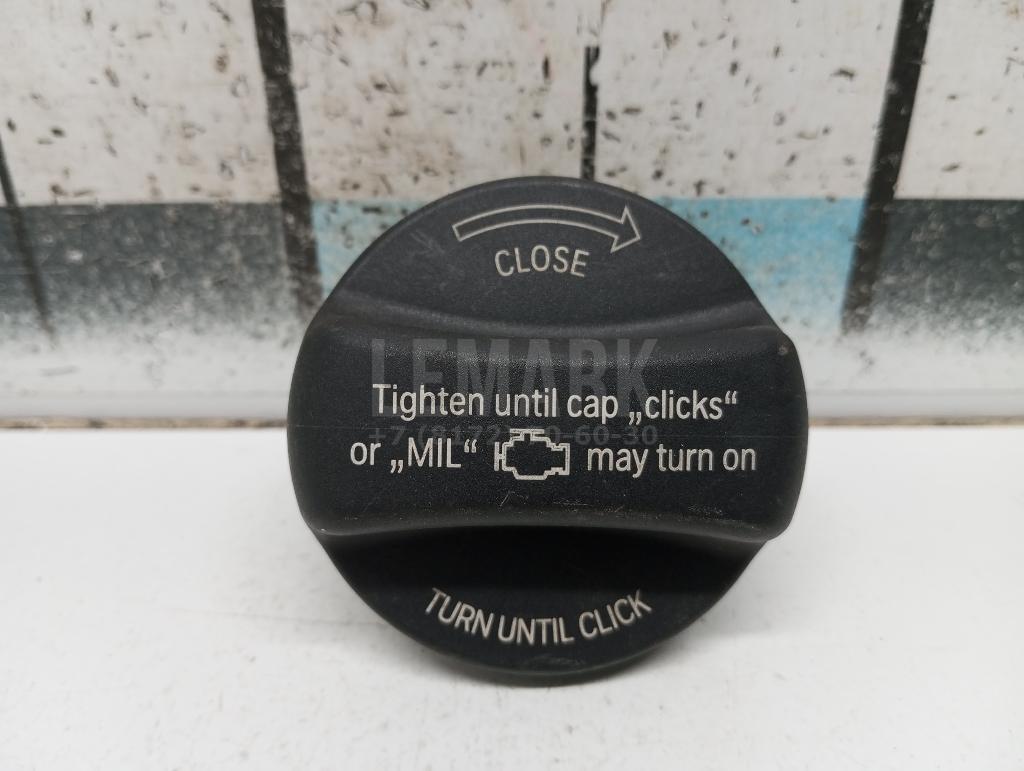 CLOSE
LEMARK
Tighten until cap „clicks“
or „MIL“ may turn on
TURN UNTIL CLICK